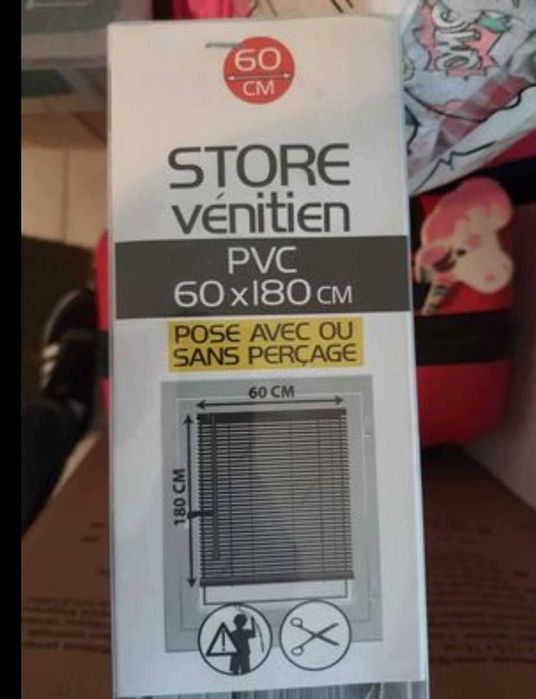 60
CM
STORE
vénitien
PVC
60x180 CM
POSE AVEC OU
SANS PERÇAGE
60 CM
180 CM